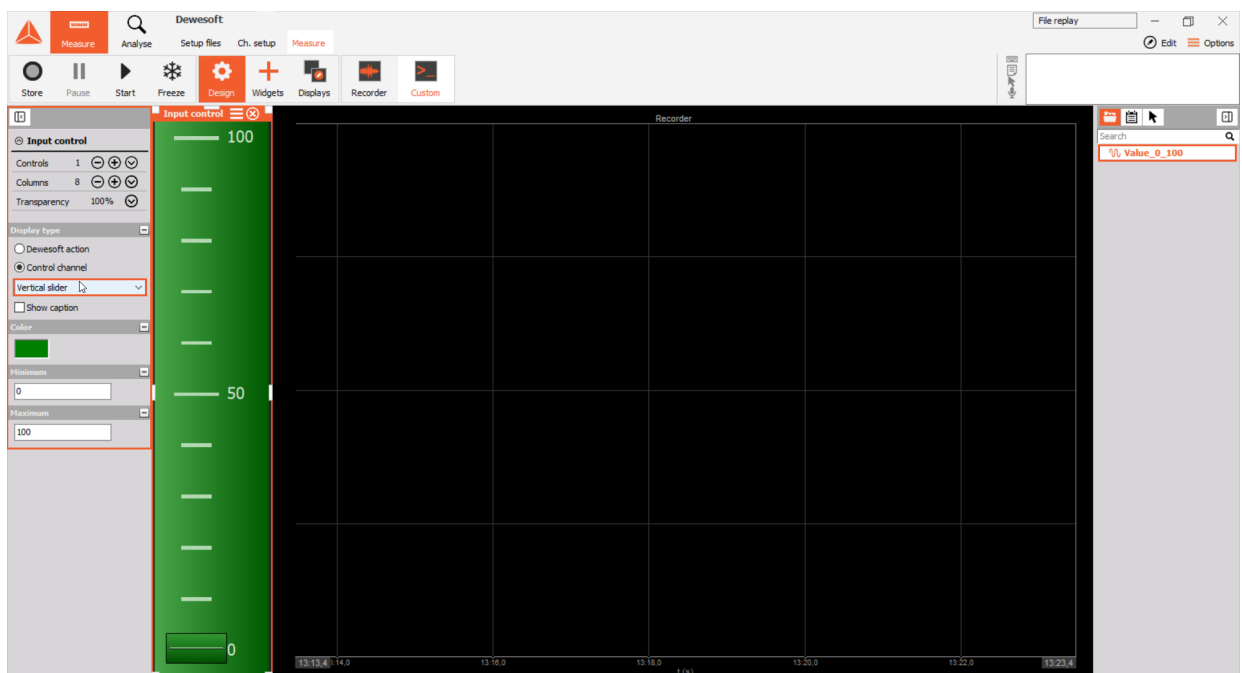 Dewesoft
File replay
Measure
Analyse
Setup files
Ch. setup
Measure
Edit
Options
Store
Pause
Start
Freeze
Design
Widgets
Displays
Recorder
Custom
Input control
Controls 1
Columns 8
Transparency 100%
Display type
Dewesoft action
Control channel
Vertical slider
Show caption
Color
Minimum
0
Maximum
100
Input control
100
50
0
Recorder
13:13,4
:14,0
13:16,0
13:18,0
13:20,0
13:22,0
13:23,4
t (s)
Search
Value_0_100